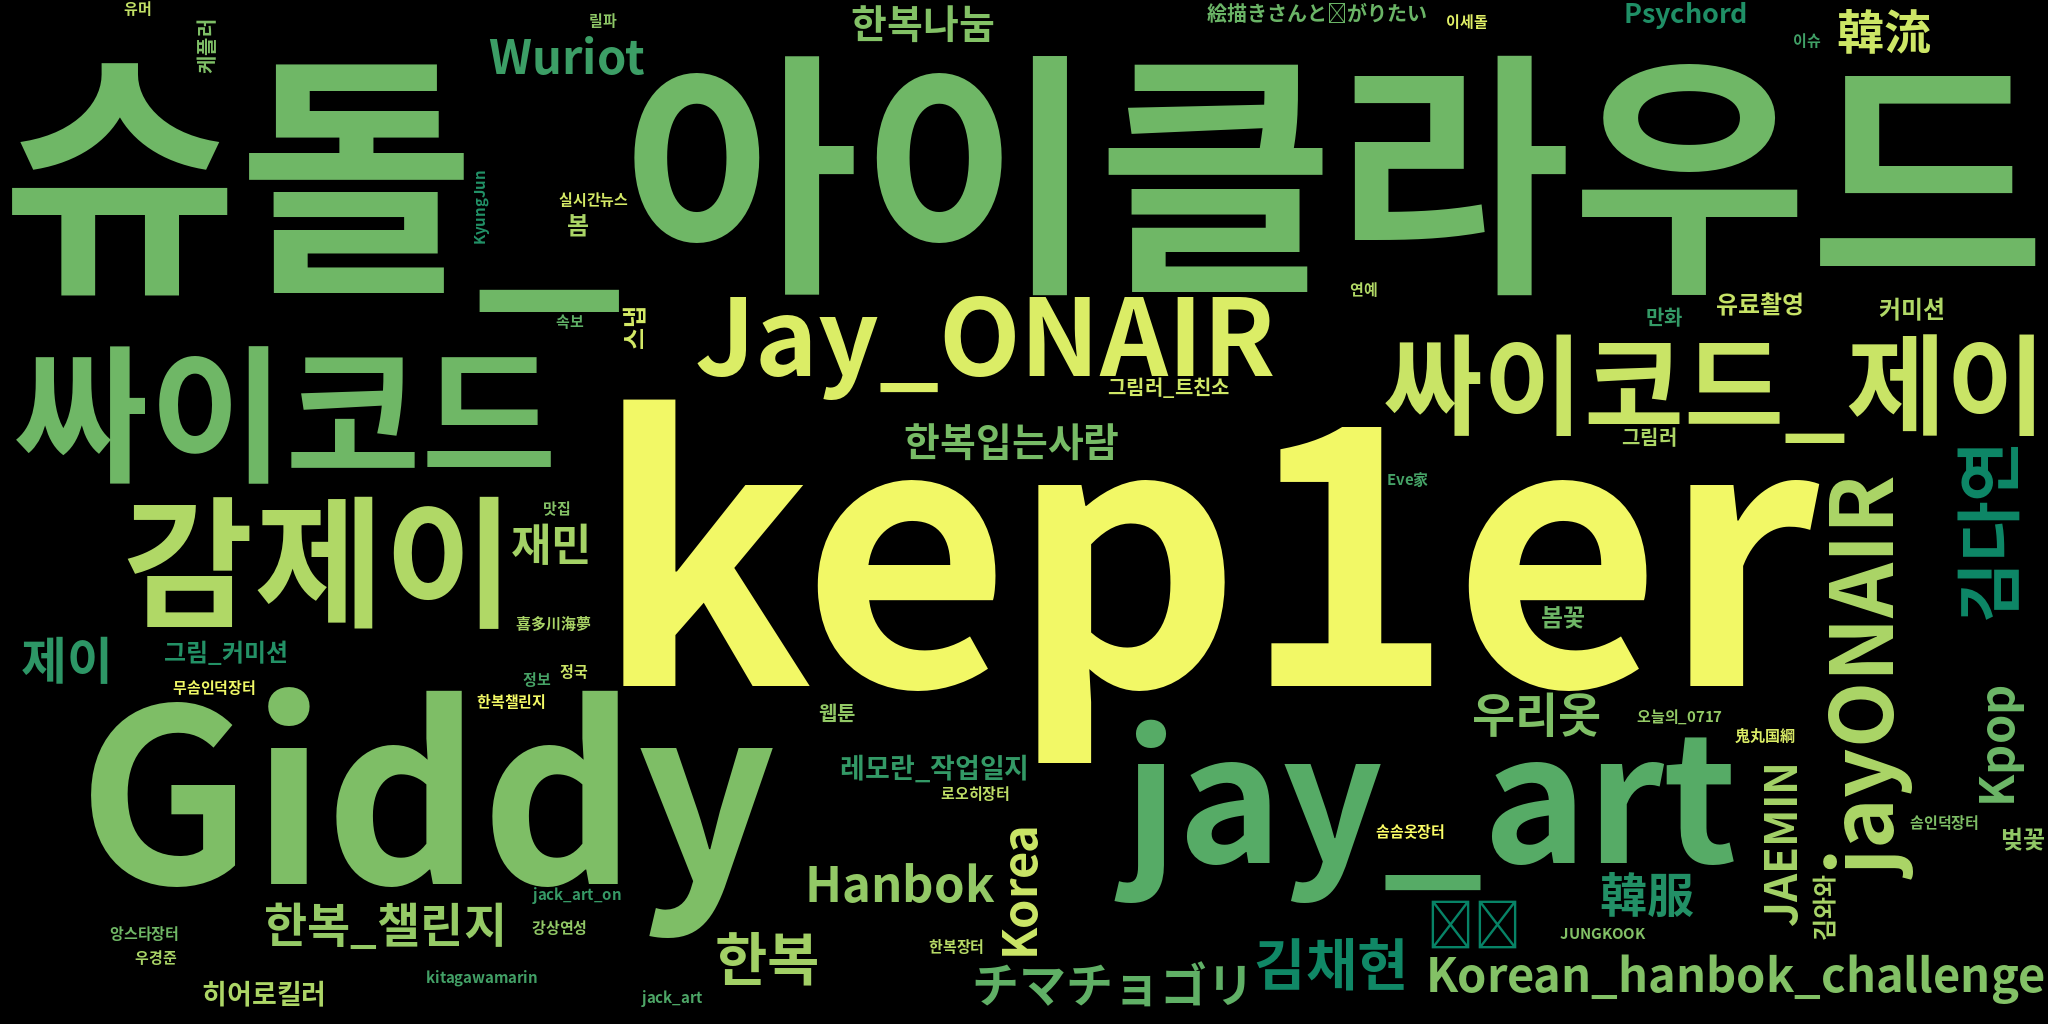 유머
릴파
한복나눔
絵描きさんと がりたい
이세돌
Psychord
이슈
韓流
케플러
Wuriot
슈돌_아이클라우드
KyungJun
실시간뉴스
봄
속보
스밥
Jay_ONAIR
연예
만화
유료촬영
커미션
싸이코드
그림러_트친소
싸이코드_제이
그림러
한복입는사람
kep1er
Eve家
김다연
감제이
맛집
재민
jayONAIR
喜多川海夢
봄꽃
제이
그림_커미션
정보
정국
무솜인덕장터
한복챌린지
웹툰
우리옷
오늘의_0717
鬼丸国綱
Kpop
Giddy
레모란_작업일지
로오히장터
jay_art
JAEMIN
솜솜옷장터
솜인덕장터
벚꽃
Korea
Hanbok
jack_art_on
韓服
김와와
한복_챌린지
강상연성
앙스타장터
우경준
한복
한복장터
JUNGKOOK
김채현
Korean_hanbok_challenge
チマチョゴリ
kitagawamarin
히어로킬러
jack_art